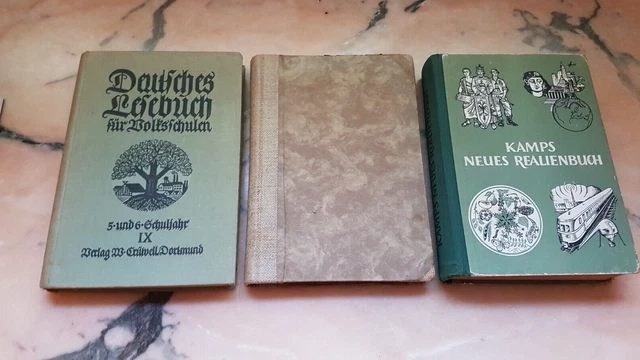 Deutsches
Lesebuch
für Volksschulen
5- und 6- Schuljahr
IX
Verlag W. Crüwell, Dortmund
KAMPS
NEUES REALIENBUCH